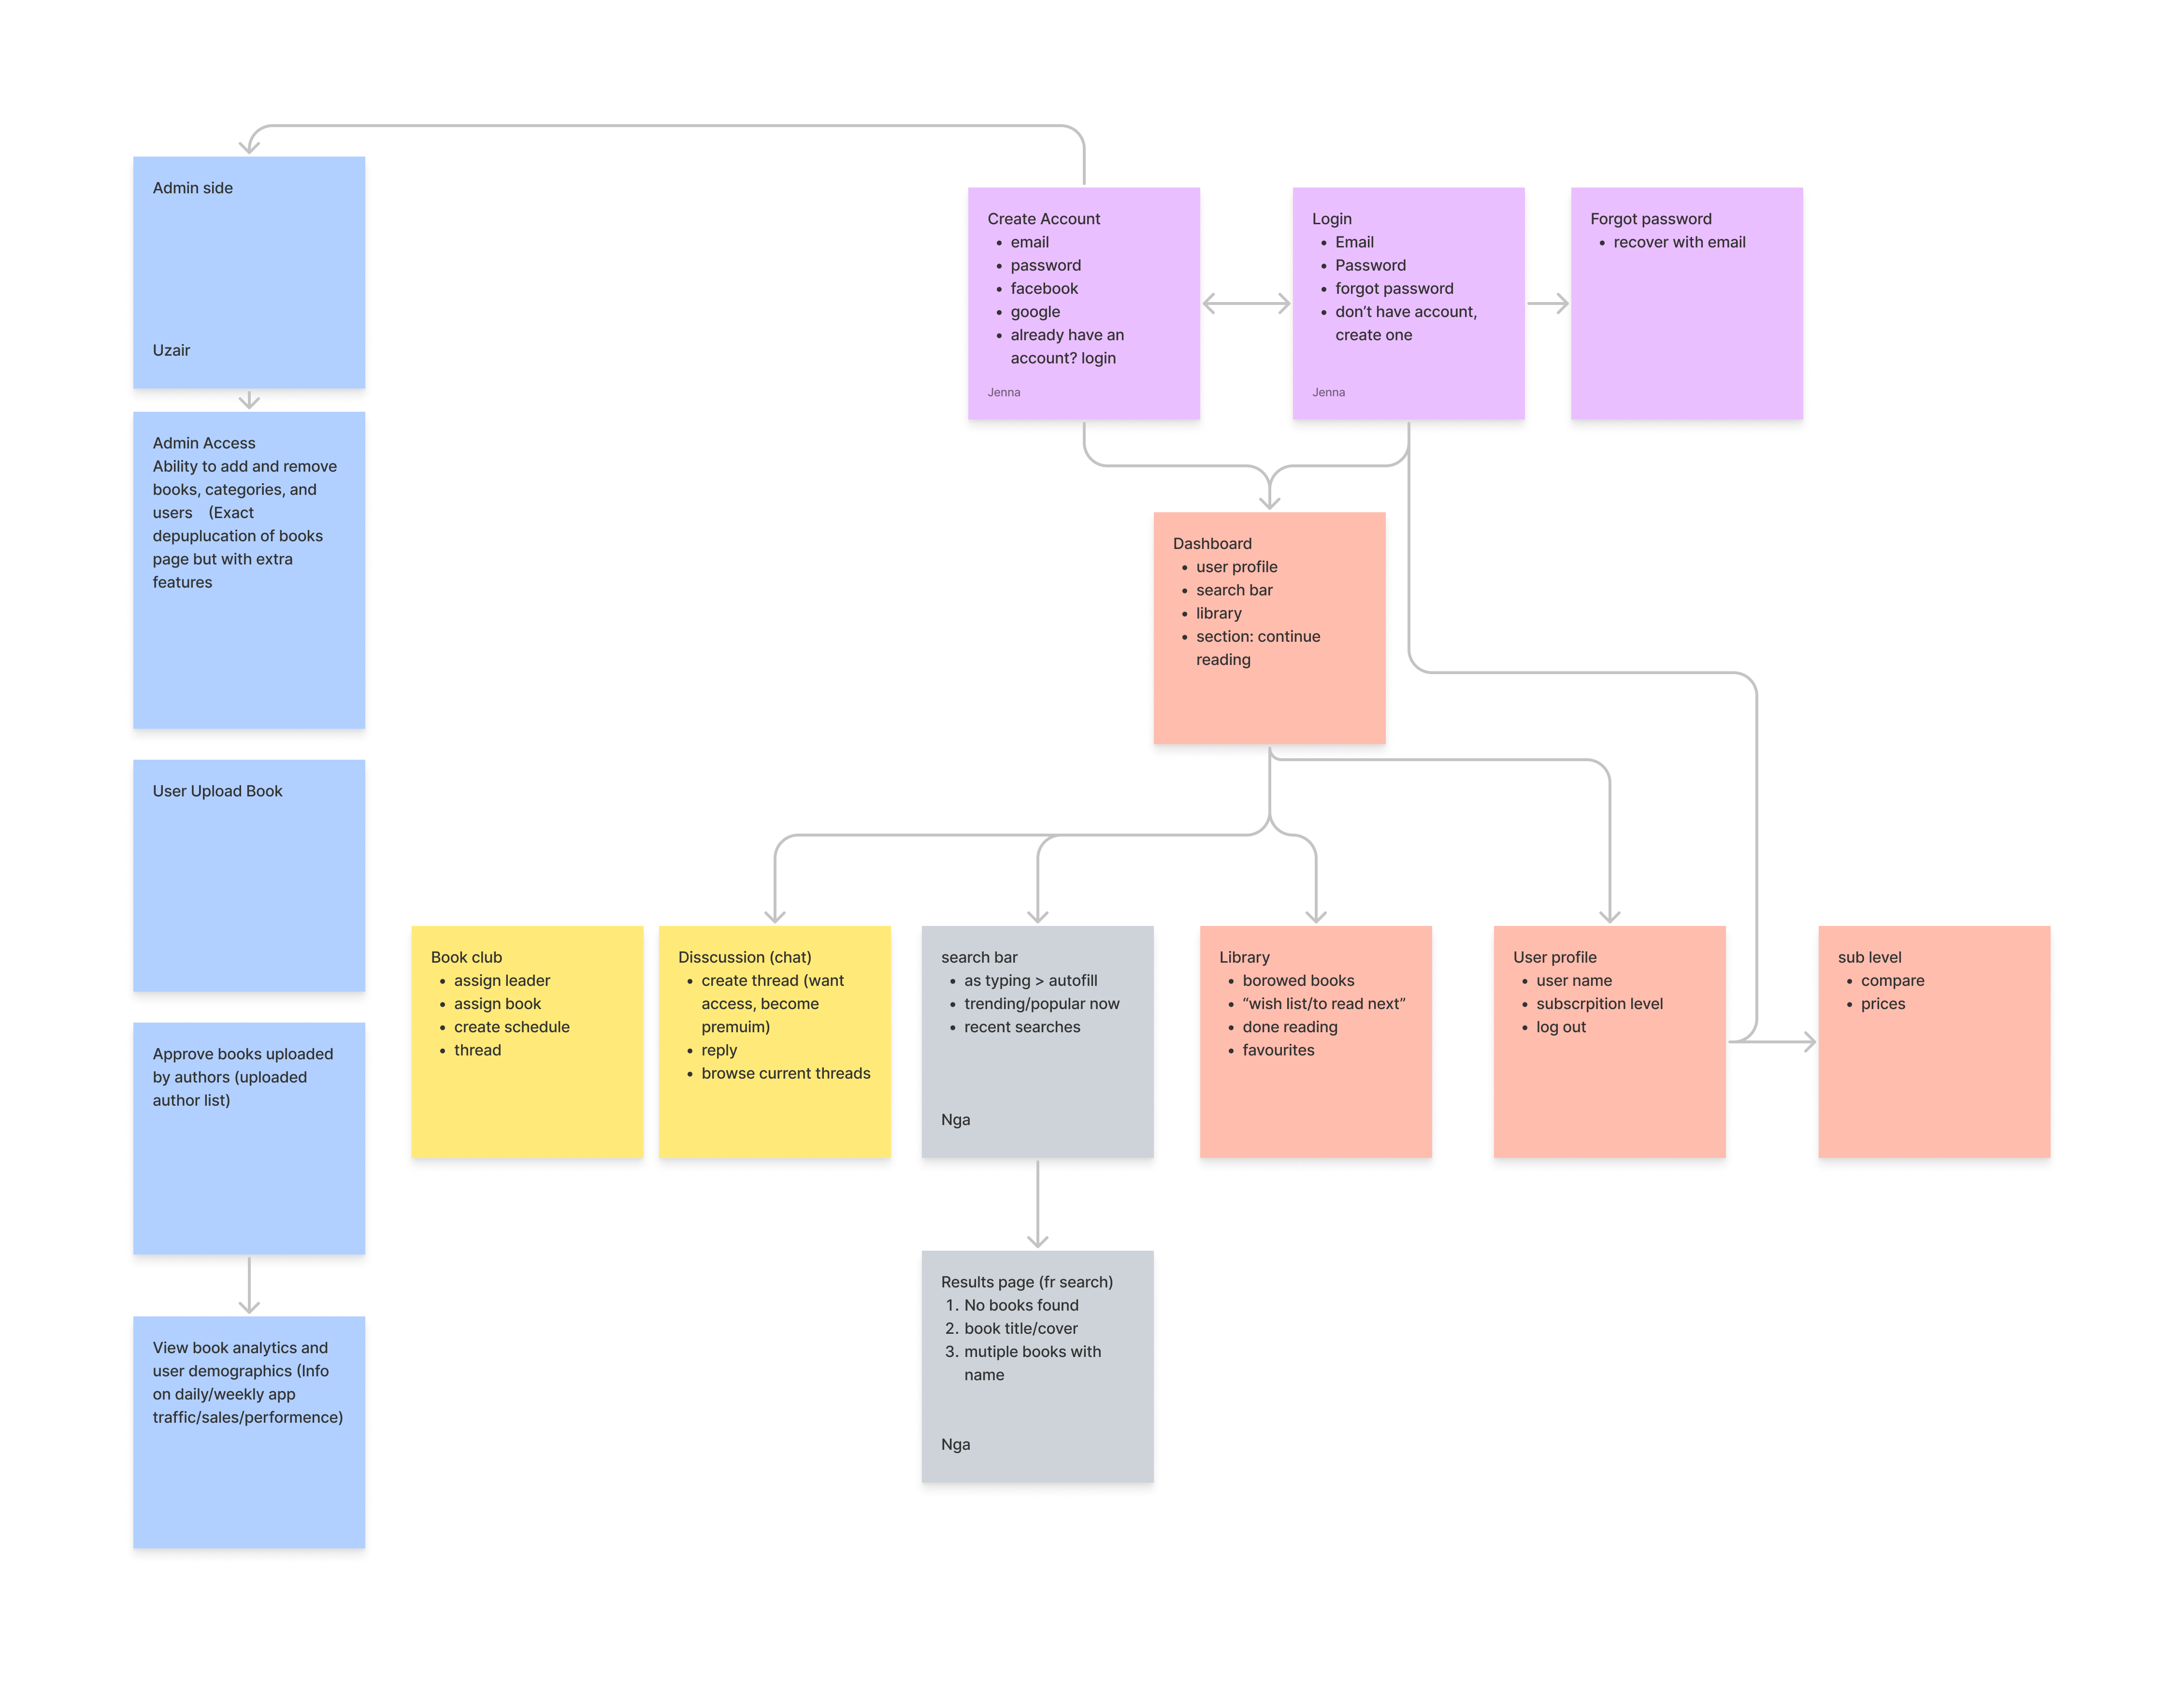 Admin side
Uzair
Create Account
email
password
facebook
google
already have an
account? login
Jenna
Login
Email
Password
forgot password
don’t have account,
create one
Jenna
Forgot password
recover with email
Admin Access
Ability to add and remove
books, categories, and
users (Exact
depuplucation of books
page but with extra
features
Dashboard
user profile
search bar
library
section: continue
reading
User Upload Book
Book club
assign leader
assign book
create schedule
thread
Disscussion (chat)
create thread (want
access, become
premuim)
reply
browse current threads
search bar
as typing > autofill
trending/popular now
recent searches
Nga
Library
borowed books
“wish list/to read next”
done reading
favourites
User profile
user name
subscrpition level
log out
sub level
compare
prices
Approve books uploaded
by authors (uploaded
author list)
Results page (fr search)
1. No books found
2. book title/cover
3. mutiple books with
name
Nga
View book analytics and
user demographics (Info
on daily/weekly app
traffic/sales/performence)